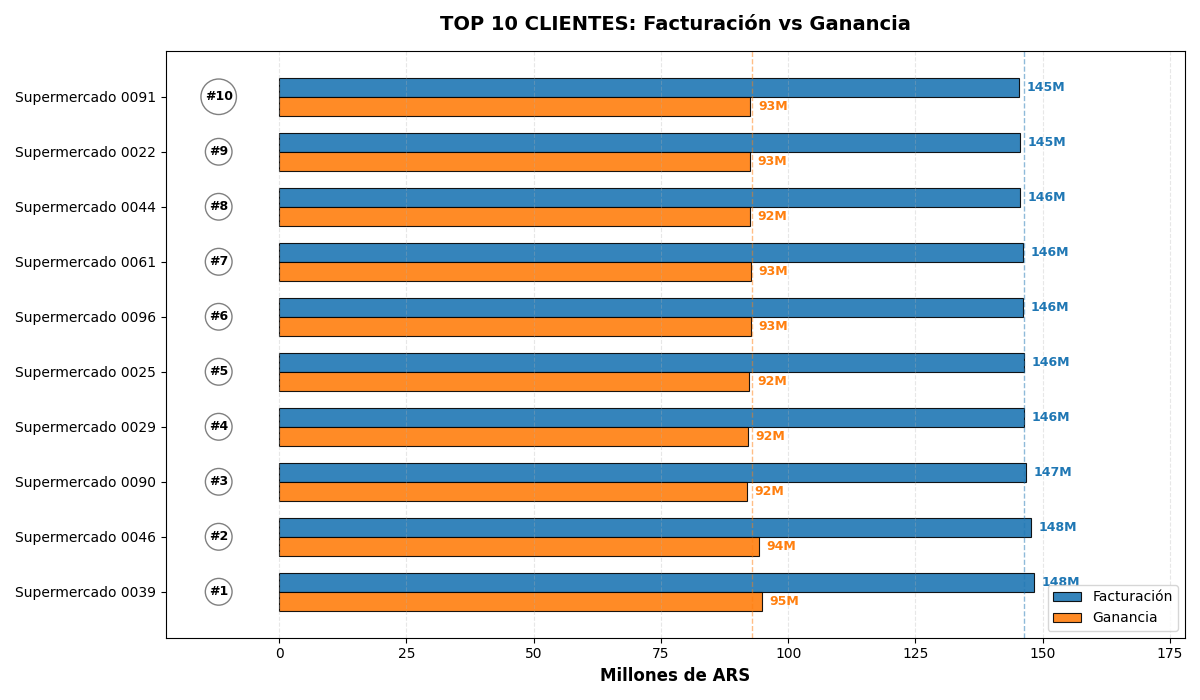 TOP 10 CLIENTES: Facturación vs Ganancia
Supermercado 0091 #10 145M
93M
Supermercado 0022 #9 145M
93M
Supermercado 0044 #8 146M
92M
Supermercado 0061 #7 146M
93M
Supermercado 0096 #6 146M
93M
Supermercado 0025 #5 146M
92M
Supermercado 0029 #4 146M
92M
Supermercado 0090 #3 147M
92M
Supermercado 0046 #2 148M
94M
Supermercado 0039 #1 148M
95M
Facturación
Ganancia
0 25 50 75 100 125 150 175
Millones de ARS